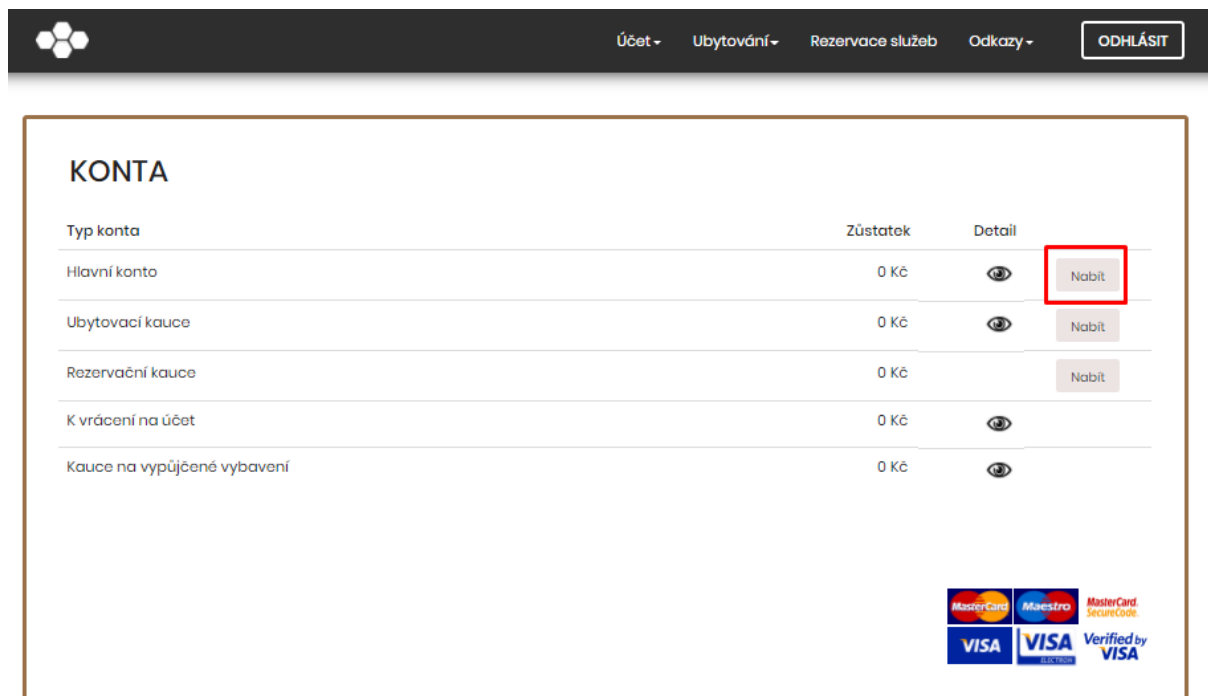 Účet Ubytování Rezervace služeb Odkazy ODHLÁSIT
KONTA
Typ konta Zůstatek Detail
Hlavní konto 0 Kč Nabít
Ubytovací kauce 0 Kč Nabít
Rezervační kauce 0 Kč Nabít
K vrácení na účet 0 Kč
Kauce na vypůjčené vybavení 0 Kč
MasterCard Maestro MasterCard.
SecureCode.
VISA VISA Verified by
ELECTRON VISA